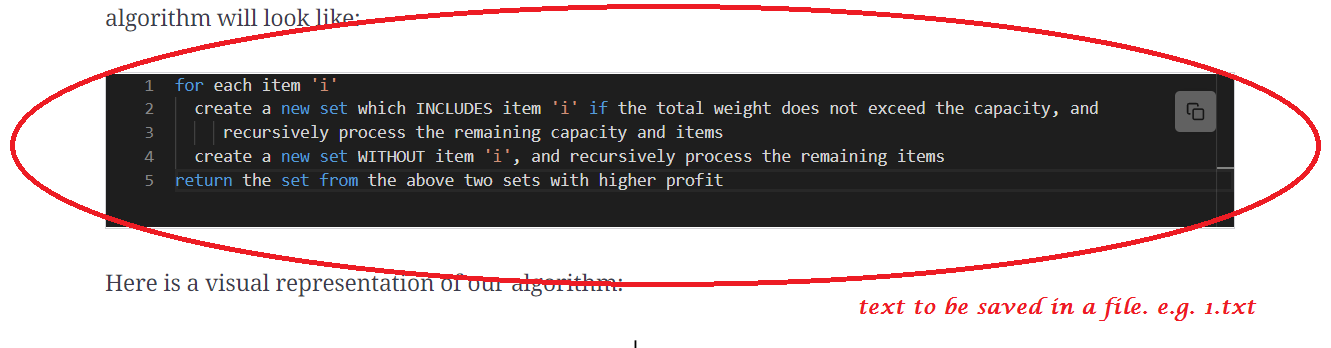 algorithm will look like:
1 for each item 'i'
2   create a new set which INCLUDES item 'i' if the total weight does not exceed the capacity, and
3      recursively process the remaining capacity and items
4   create a new set WITHOUT item 'i', and recursively process the remaining items
5 return the set from the above two sets with higher profit
Here is a visual representation of our algorithm:
text to be saved in a file. e.g. 1.txt